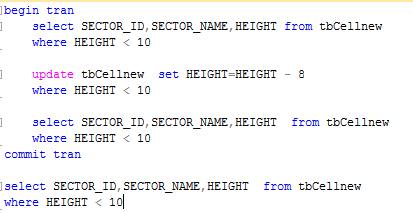 begin tran
select SECTOR_ID,SECTOR_NAME,HEIGHT from tbCellnew
where HEIGHT < 10
update tbCellnew set HEIGHT=HEIGHT - 8
where HEIGHT < 10
select SECTOR_ID,SECTOR_NAME,HEIGHT from tbCellnew
where HEIGHT < 10
commit tran
select SECTOR_ID,SECTOR_NAME,HEIGHT from tbCellnew
where HEIGHT < 10